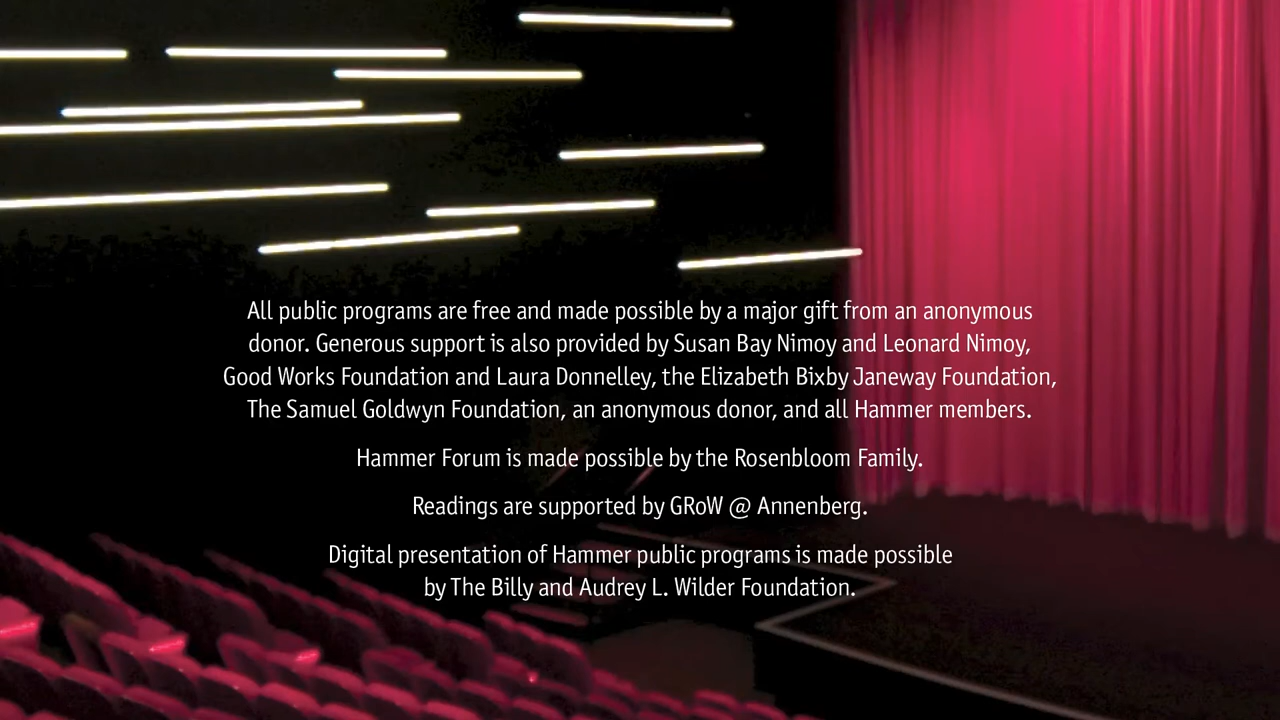 All public programs are free and made possible by a major gift from an anonymous
donor. Generous support is also provided by Susan Bay Nimoy and Leonard Nimoy,
Good Works Foundation and Laura Donnelley, the Elizabeth Bixby Janeway Foundation,
The Samuel Goldwyn Foundation, an anonymous donor, and all Hammer members.
Hammer Forum is made possible by the Rosenbloom Family.
Readings are supported by GRoW @ Annenberg.
Digital presentation of Hammer public programs is made possible
by The Billy and Audrey L. Wilder Foundation.